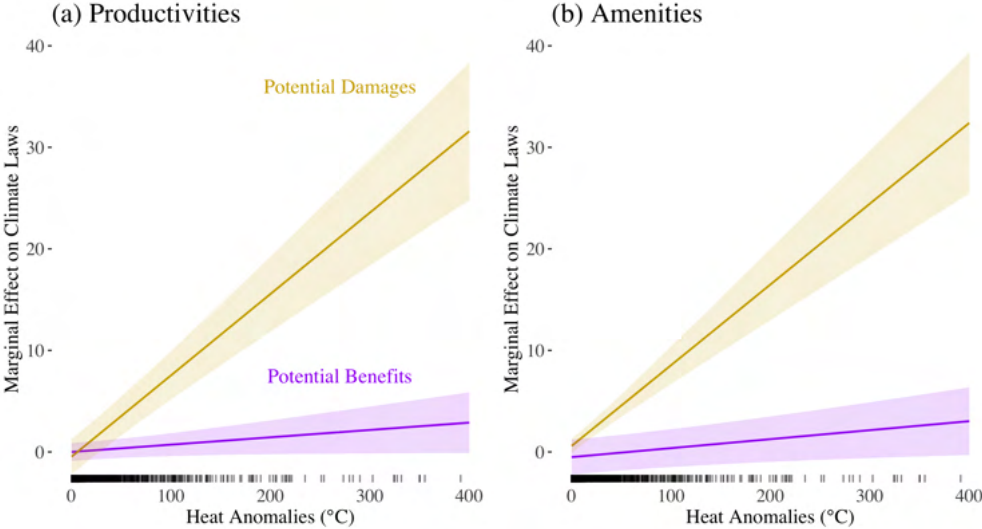 (a) Productivities
(b) Amenities
Marginal Effect on Climate Laws
40
30
20
10
0
Potential Damages
Potential Benefits
0 100 200 300 400
Heat Anomalies (°C)
Marginal Effect on Climate Laws
40
30
20
10
0
0 100 200 300 400
Heat Anomalies (°C)